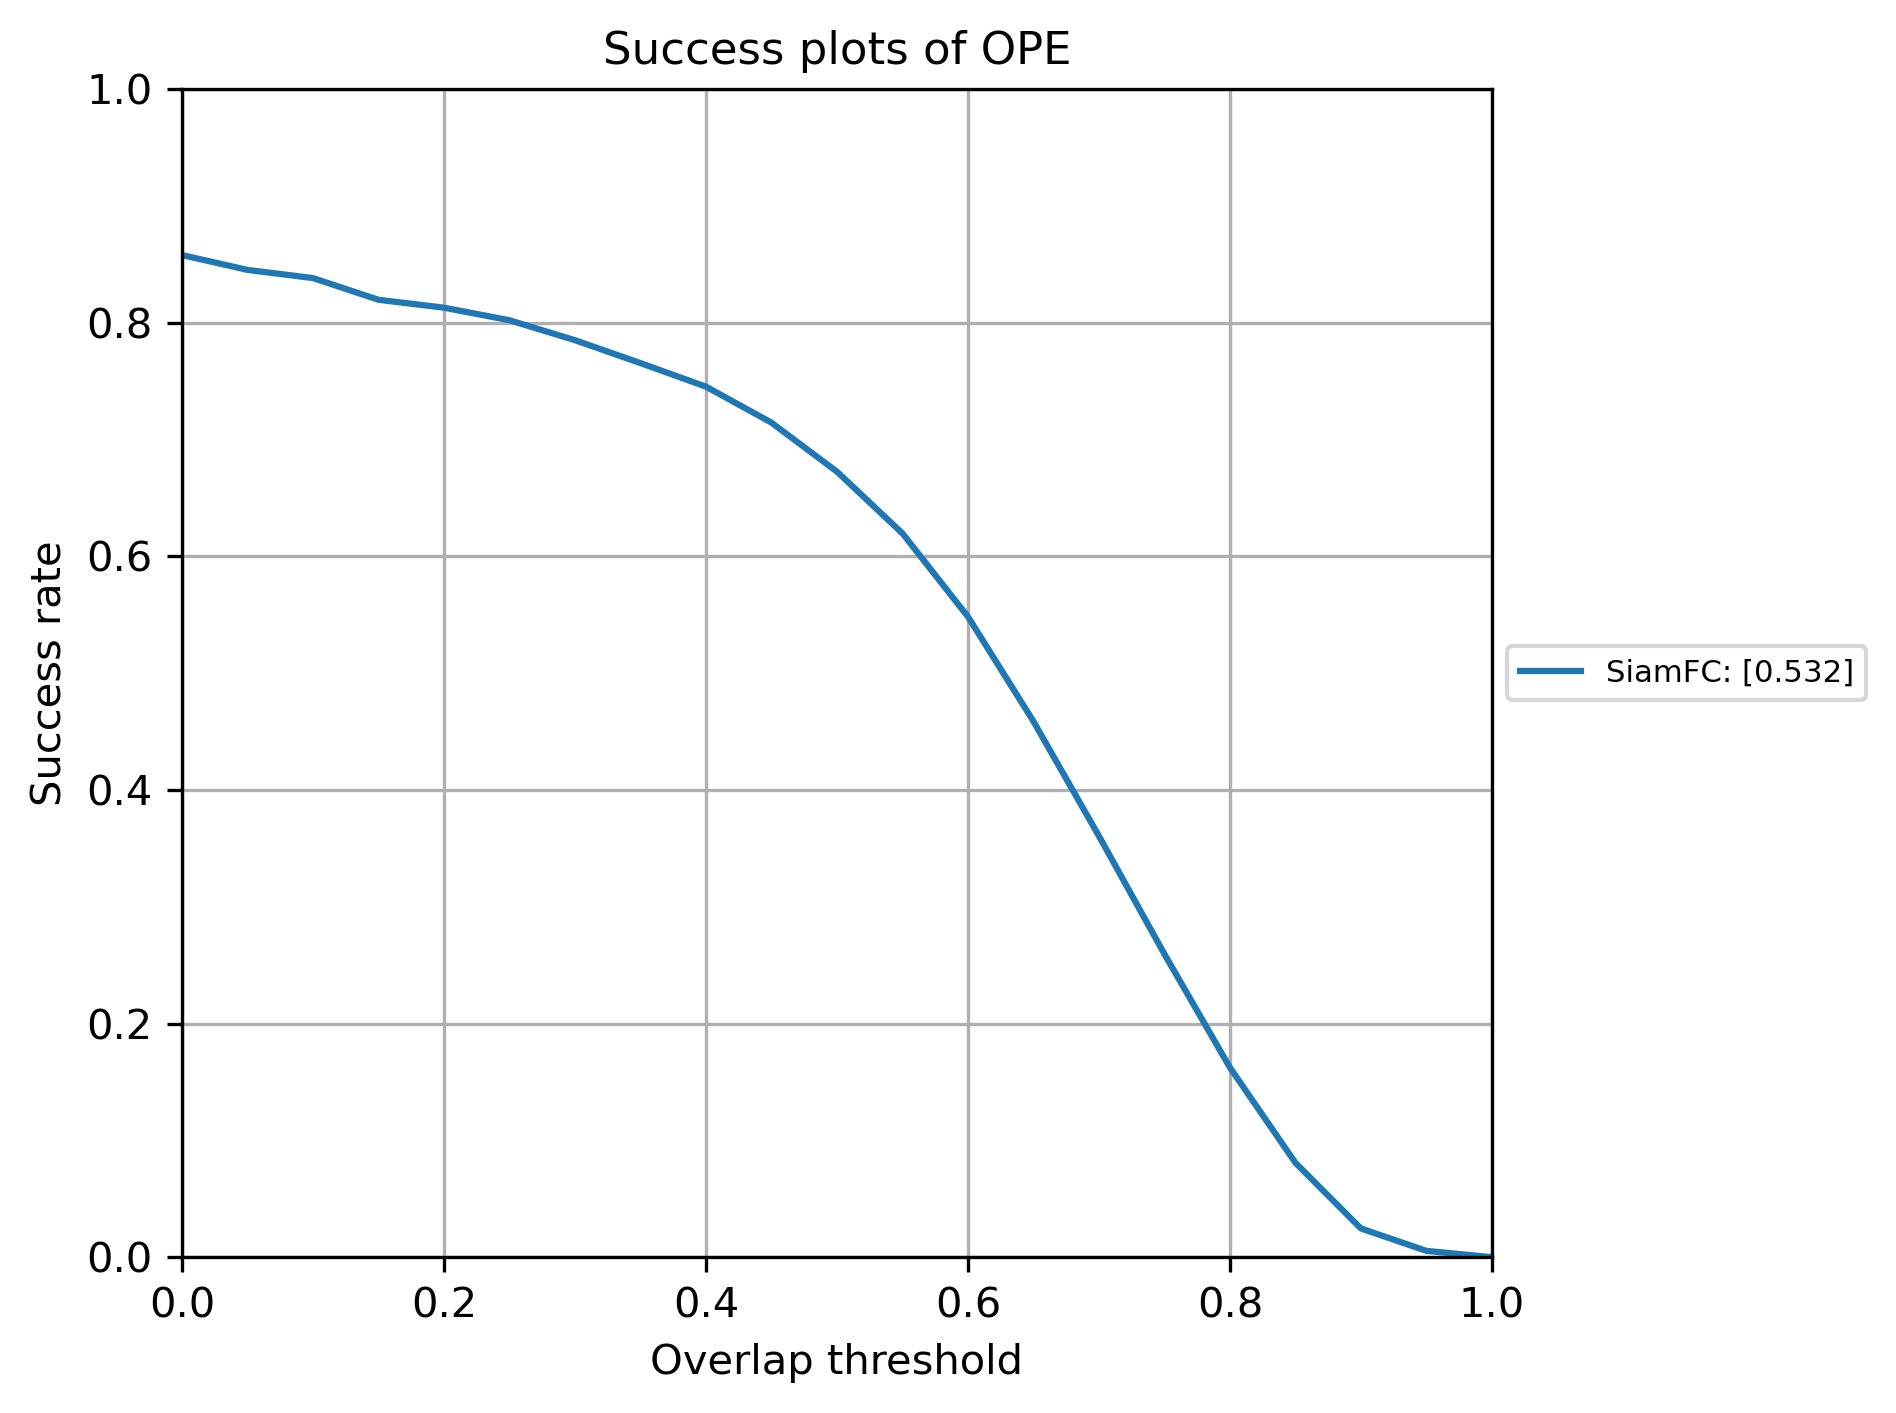 Success plots of OPE
1.0
0.8
0.6
0.4
0.2
0.0
Success rate
0.0 0.2 0.4 0.6 0.8 1.0
Overlap threshold
SiamFC: [0.532]